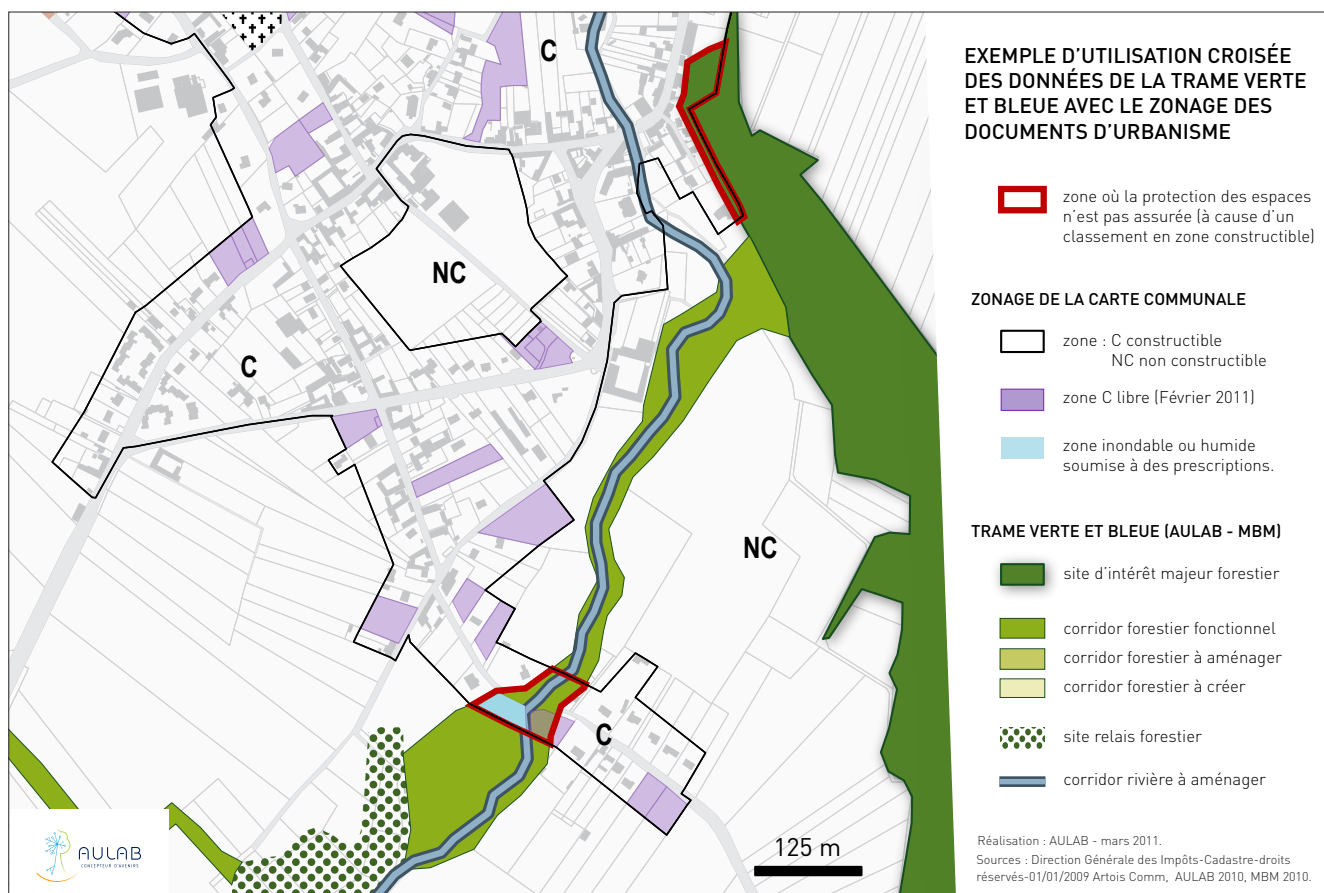 EXEMPLE D'UTILISATION CROISÉE
DES DONNÉES DE LA TRAME VERTE
ET BLEUE AVEC LE ZONAGE DES
DOCUMENTS D'URBANISME
zone où la protection des espaces
n'est pas assurée (à cause d'un
classement en zone constructible)
ZONAGE DE LA CARTE COMMUNALE
zone : C constructible
NC non constructible
zone C libre (Février 2011)
zone inondable ou humide
soumise à des prescriptions.
TRAME VERTE ET BLEUE (AULAB - MBM)
site d'intérêt majeur forestier
corridor forestier fonctionnel
corridor forestier à aménager
corridor forestier à créer
site relais forestier
corridor rivière à aménager
Réalisation : AULAB - mars 2011.
Sources : Direction Générale des Impôts-Cadastre-droits
réservés-01/01/2009 Artois Comm, AULAB 2010, MBM 2010.
C
NC
C
NC
C
125 m
AULAB
CONCEPTEUR D'AVENIRS